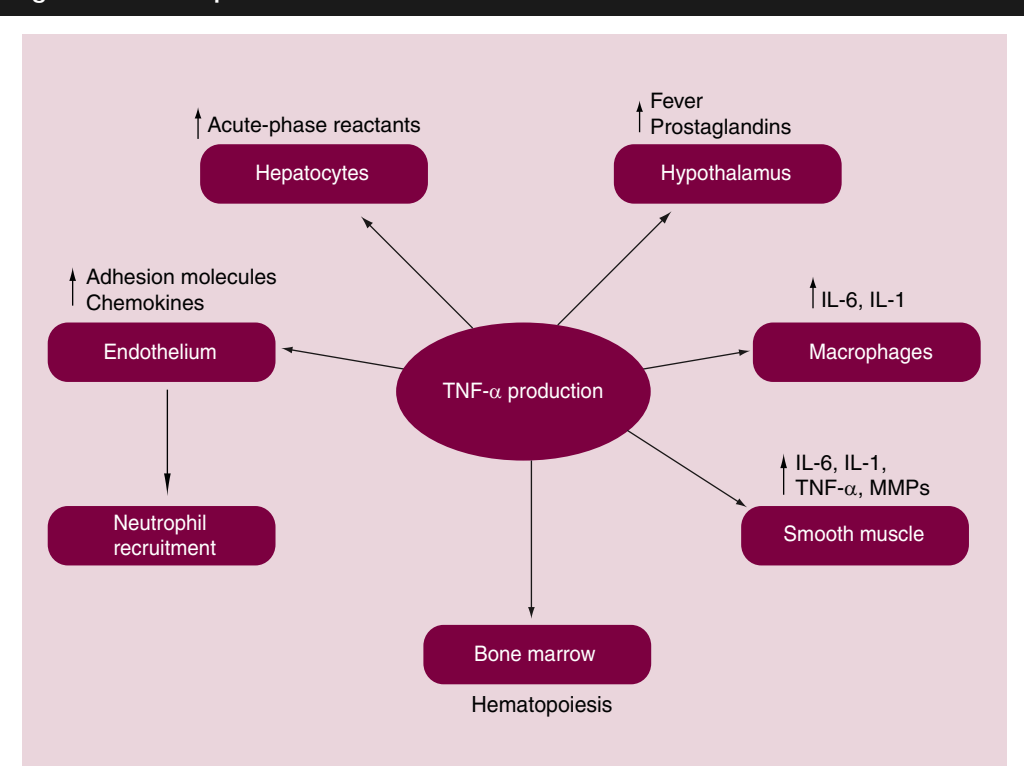 Fever
Prostaglandins
Acute-phase reactants
Hepatocytes
Hypothalamus
Adhesion molecules
Chemokines
IL-6, IL-1
Endothelium
Macrophages
TNF-α production
IL-6, IL-1,
TNF-α, MMPs
Neutrophil
recruitment
Smooth muscle
Bone marrow
Hematopoiesis